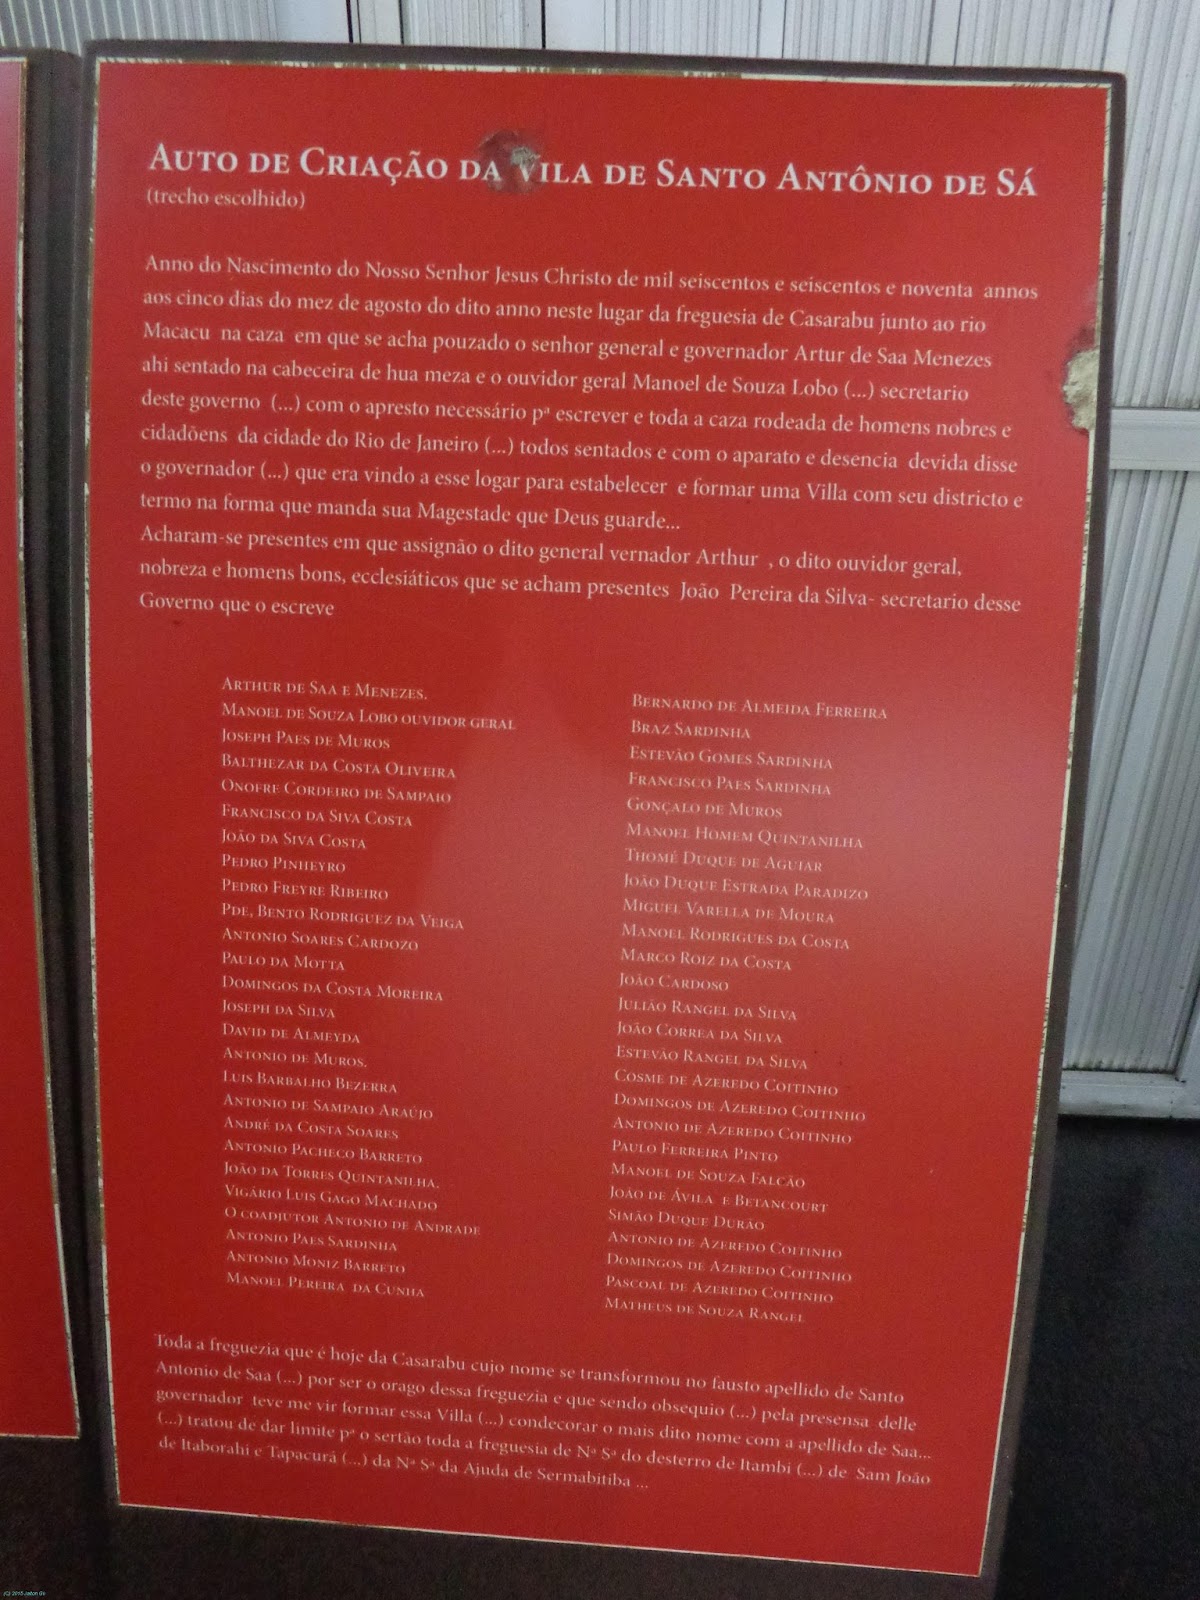 AUTO DE CRIAÇÃO DA VILA DE SANTO ANTÔNIO DE SÁ
(trecho escolhido)
Anno do Nascimento do Nosso Senhor Jesus Christo de mil seiscentos e seiscentos e noventa annos
aos cinco dias do mez de agosto do dito anno neste lugar da freguesia de Casarabu junto ao rio
Macacu na caza em que se acha pouzado o senhor general e governador Artur de Saa Menezes
ahi sentado na cabeceira de hua meza e o ouvidor geral Manoel de Souza Lobo (...) secretario
deste governo (...) com o apresto necessário pª escrever e toda a caza rodeada de homens nobres e
cidadõens da cidade do Rio de Janeiro (...) todos sentados e com o aparato e desencia devida disse
o governador (...) que era vindo a esse logar para estabelecer e formar uma Villa com seu districto e
termo na forma que manda sua Magestade que Deus guarde...
Acharam-se presentes em que assignão o dito general vernador Arthur , o dito ouvidor geral,
nobreza e homens bons, ecclesiáticos que se acham presentes João Pereira da Silva- secretario desse
Governo que o escreve
ARTHUR DE SAA E MENEZES.
MANOEL DE SOUZA LOBO OUVIDOR GERAL
JOSEPH PAES DE MUROS
BALTHEZAR DA COSTA OLIVEIRA
ONOFRE CORDEIRO DE SAMPAIO
FRANCISCO DA SIVA COSTA
JOÃO DA SIVA COSTA
PEDRO PINHEYRO
PEDRO FREYRE RIBEIRO
PDE, BENTO RODRIGUEZ DA VEIGA
ANTONIO SOARES CARDOZO
PAULO DA MOTTA
DOMINGOS DA COSTA MOREIRA
JOSEPH DA SILVA
DAVID DE ALMEYDA
ANTONIO DE MUROS.
LUIS BARBALHO BEZERRA
ANTONIO DE SAMPAIO ARAÚJO
ANDRÉ DA COSTA SOARES
ANTONIO PACHECO BARRETO
JOÃO DA TORRES QUINTANILHA.
VIGÁRIO LUIS GAGO MACHADO
O COADJUTOR ANTONIO DE ANDRADE
ANTONIO PAES SARDINHA
ANTONIO MONIZ BARRETO
MANOEL PEREIRA DA CUNHA
BERNARDO DE ALMEIDA FERREIRA
BRAZ SARDINHA
ESTEVÃO GOMES SARDINHA
FRANCISCO PAES SARDINHA
GONÇALO DE MUROS
MANOEL HOMEM QUINTANILHA
THOMÉ DUQUE DE AGUIAR
JOÃO DUQUE ESTRADA PARADIZO
MIGUEL VARELLA DE MOURA
MANOEL RODRIGUES DA COSTA
MARCO ROIZ DA COSTA
JOÃO CARDOSO
JULIÃO RANGEL DA SILVA
JOÃO CORREA DA SILVA
ESTEVÃO RANGEL DA SILVA
COSME DE AZEREDO COITINHO
DOMINGOS DE AZEREDO COITINHO
ANTONIO DE AZEREDO COITINHO
PAULO FERREIRA PINTO
MANOEL DE SOUZA FALCÃO
JOÃO DE ÁVILA E BETANCOURT
SIMÃO DUQUE DURÃO
ANTONIO DE AZEREDO COITINHO
DOMINGOS DE AZEREDO COITINHO
PASCOAL DE AZEREDO COITINHO
MATHEUS DE SOUZA RANGEL
Toda a freguezia que é hoje da Casarabu cujo nome se transformou no fausto apellido de Santo
Antonio de Saa (...) por ser o orago dessa freguezia e que sendo obsequio (...) pela presensa delle
governador teve me vir formar essa Villa (...) condecorar o mais dito nome com a apellido de Saa...
(...) tratou de dar limite pª o sertão toda a freguesia de Nª Sª do desterro de Itambi (...) de Sam João
de Itaborahi e Tapacurâ (...) da Nª Sª da Ajuda de Sermabitiba ...